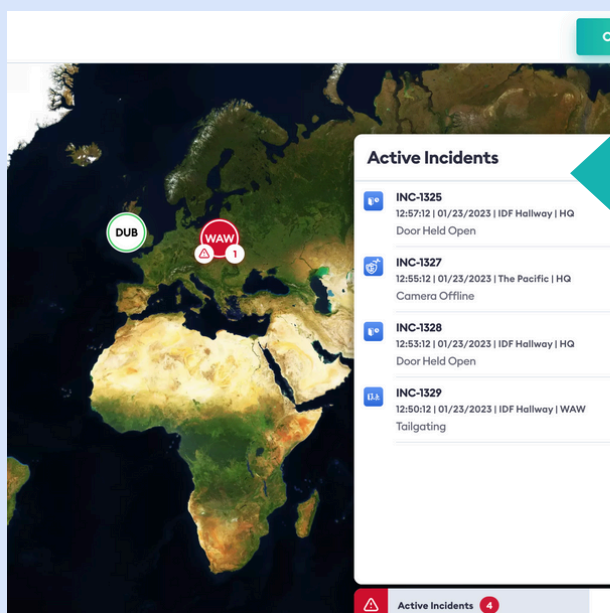 Active Incidents
INC-1325
12:57:12 | 01/23/2023 | IDF Hallway | HQ
Door Held Open
DUB
WAW
1
INC-1327
12:55:12 | 01/23/2023 | The Pacific | HQ
Camera Offline
INC-1328
12:53:12 | 01/23/2023 | IDF Hallway | HQ
Door Held Open
INC-1329
12:50:12 | 01/23/2023 | IDF Hallway | WAW
Tailgating
Active Incidents 4